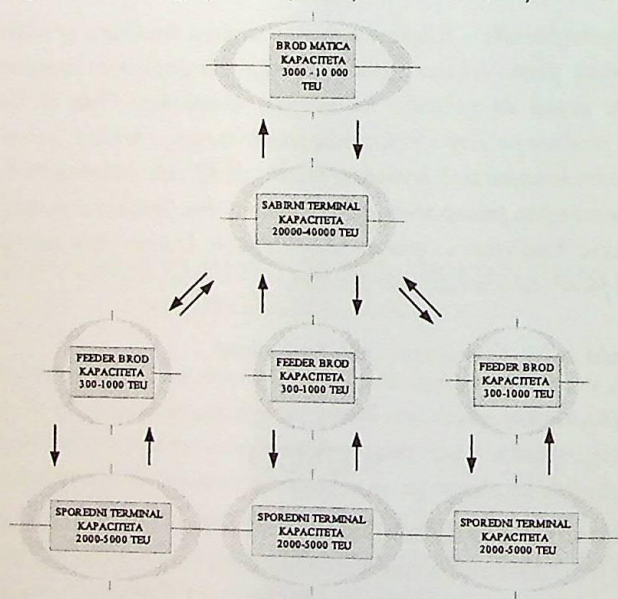 BROD MATICA
KAPACITETA
3000 - 10 000
TEU
SABIRNI TERMINAL
KAPACITETA
20000-40000 TEU
FEEDER BROD
KAPACITETA
300-1000 TEU
FEEDER BROD
KAPACITETA
300-1000 TEU
FEEDER BROD
KAPACITETA
300-1000 TEU
SPOREDNI TERMINAL
KAPACITETA
2000-5000 TEU
SPOREDNI TERMINAL
KAPACITETA
2000-5000 TEU
SPOREDNI TERMINAL
KAPACITETA
2000-5000 TEU